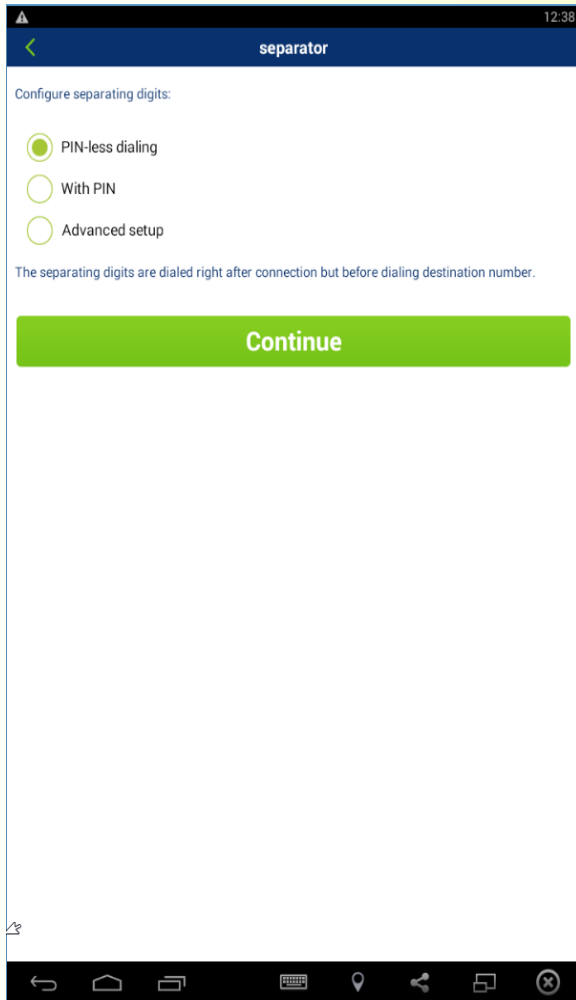 12:38
separator
Configure separating digits:
PIN-less dialing
With PIN
Advanced setup
The separating digits are dialed right after connection but before dialing destination number.
Continue